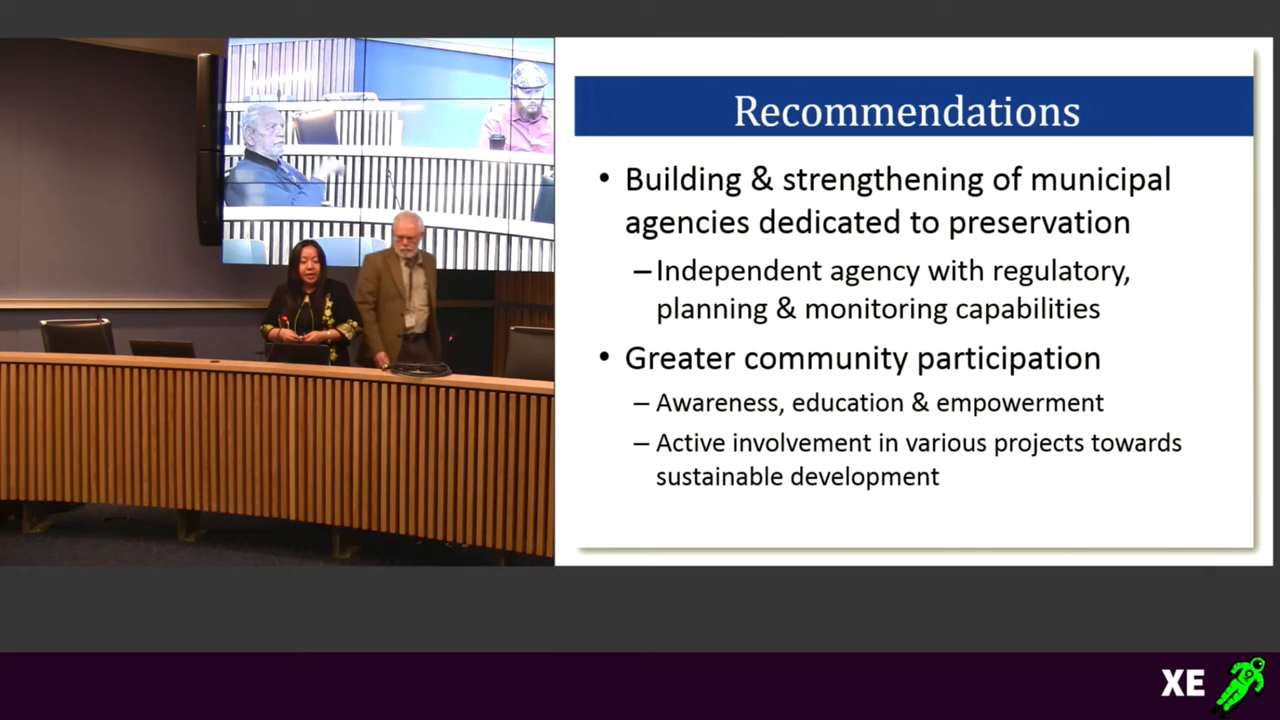 Recommendations
• Building & strengthening of municipal
agencies dedicated to preservation
– Independent agency with regulatory,
planning & monitoring capabilities
• Greater community participation
– Awareness, education & empowerment
– Active involvement in various projects towards
sustainable development
XE